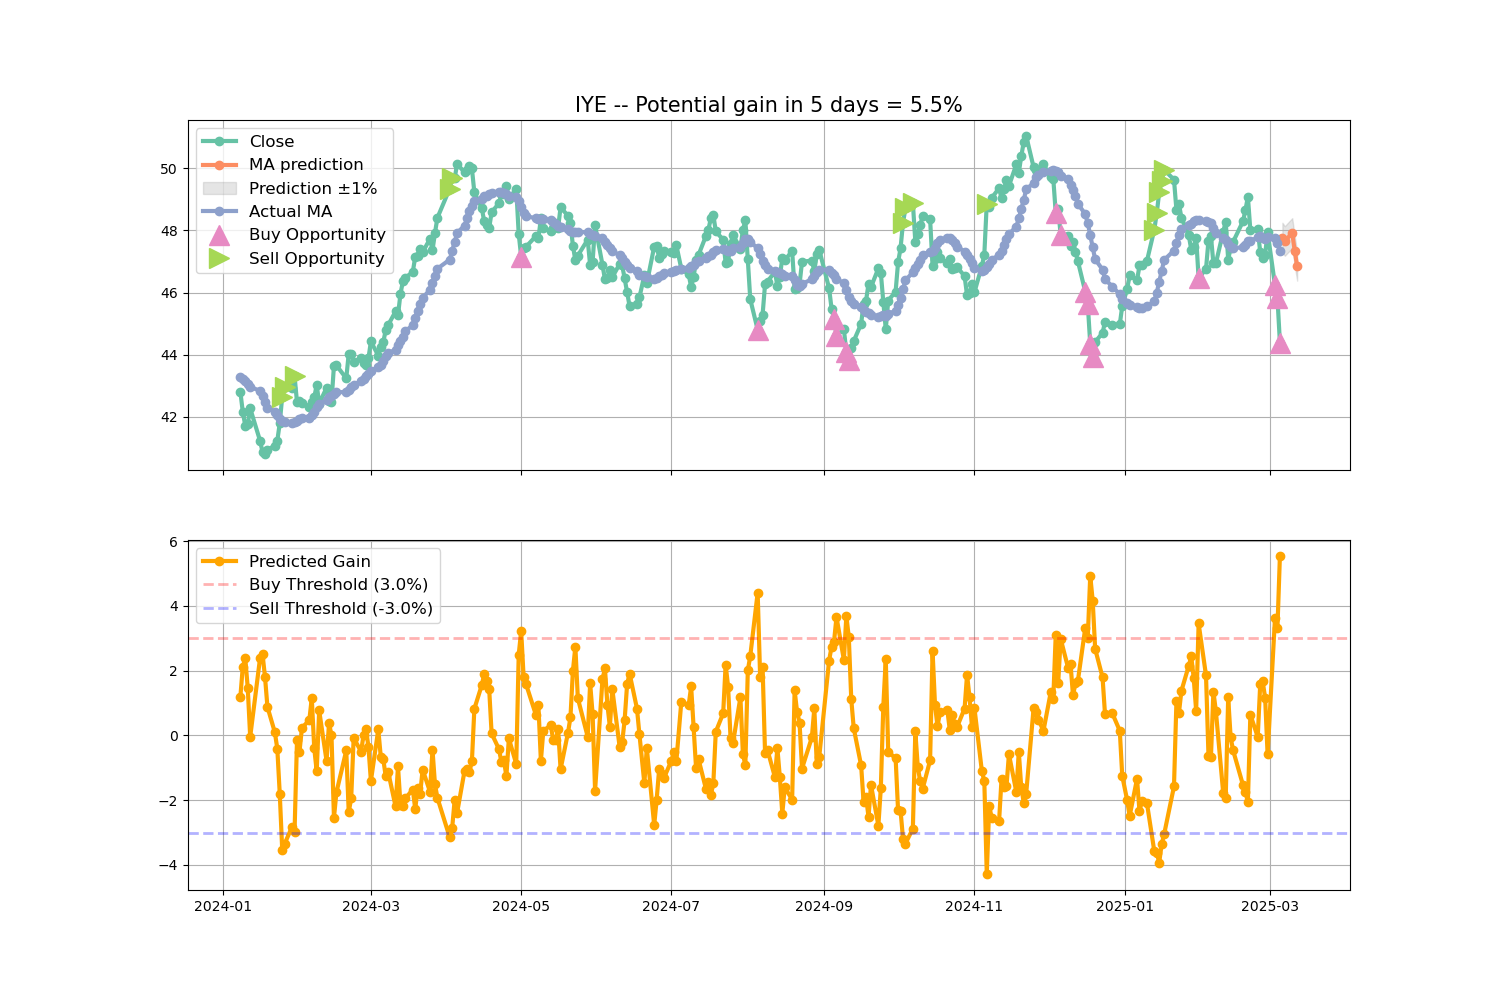 IYE -- Potential gain in 5 days = 5.5%
Close
MA prediction
Prediction ±1%
Actual MA
Buy Opportunity
Sell Opportunity
50
48
46
44
42
Predicted Gain
Buy Threshold (3.0%)
Sell Threshold (-3.0%)
6
4
2
0
−2
−4
2024-01 2024-03 2024-05 2024-07 2024-09 2024-11 2025-01 2025-03